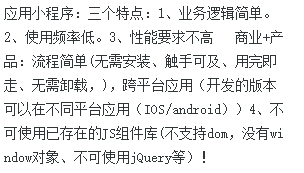 应用小程序：三个特点：1、业务逻辑简单。
2、使用频率低。3、性能要求不高　商业+产
品：流程简单(无需安装、触手可及、用完即
走、无需卸载，)，跨平台应用（开发的版本
可以在不同平台应用（IOS/android））4、不
可使用已存在的JS组件库(不支持dom，没有wi
ndow对象、不可使用jQuery等）！